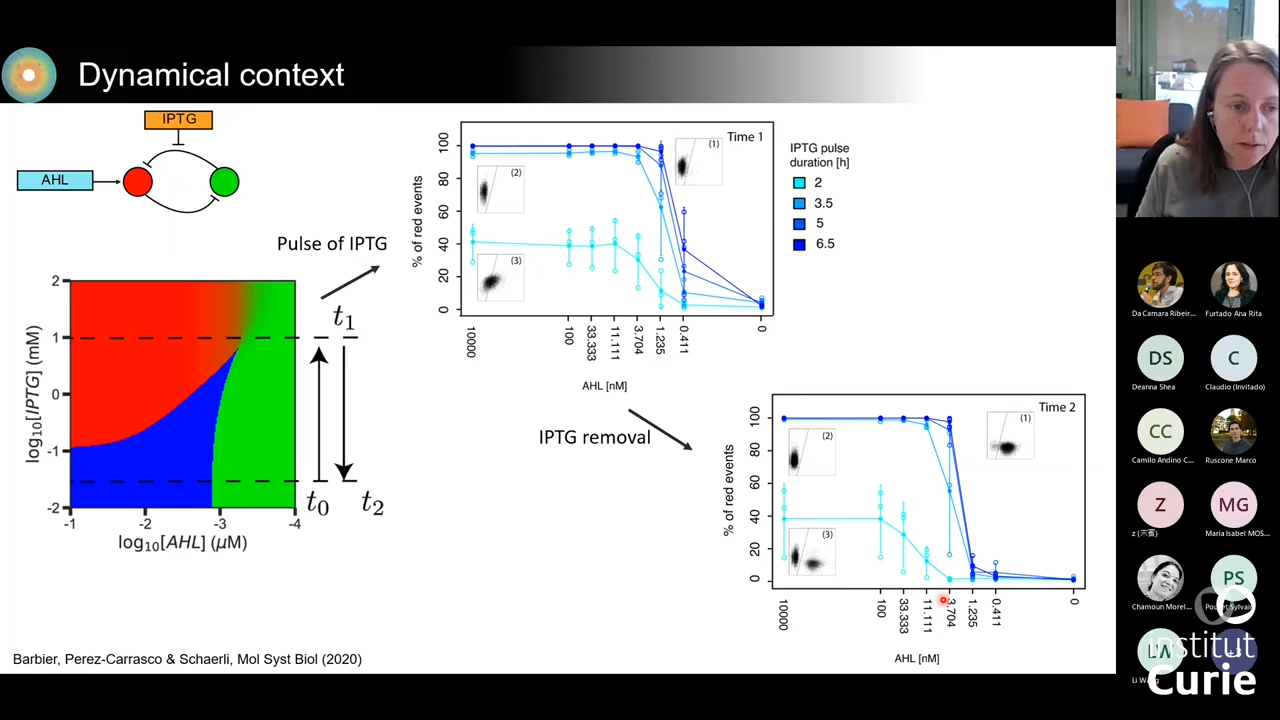 Dynamical context
IPTG
AHL
Pulse of IPTG
log10[IPTG] (mM)
2
1
0
-1
-2
-1
-2
-3
-4
log10[AHL] (μM)
t1
t0
t2
% of red events
100
80
60
40
20
0
Time 1
(1)
(2)
(3)
10000
100
33.333
11.111
3.704
1.235
0.411
0
AHL [nM]
IPTG pulse
duration [h]
2
3.5
5
6.5
IPTG removal
% of red events
100
80
60
40
20
0
Time 2
(1)
(2)
(3)
10000
100
33.333
11.111
3.704
1.235
0.411
0
AHL [nM]
Barbier, Perez-Carrasco & Schaerli, Mol Syst Biol (2020)
Da Camara Ribeir...
Furtado Ana Rita
DS
Deanna Shea
C
Claudio (Invitado)
CC
Camilo Andino C...
Ruscone Marco
Z
MG
Maria Isabel MOS...
Chamoun Morel...
PS
LW
institut
Curie